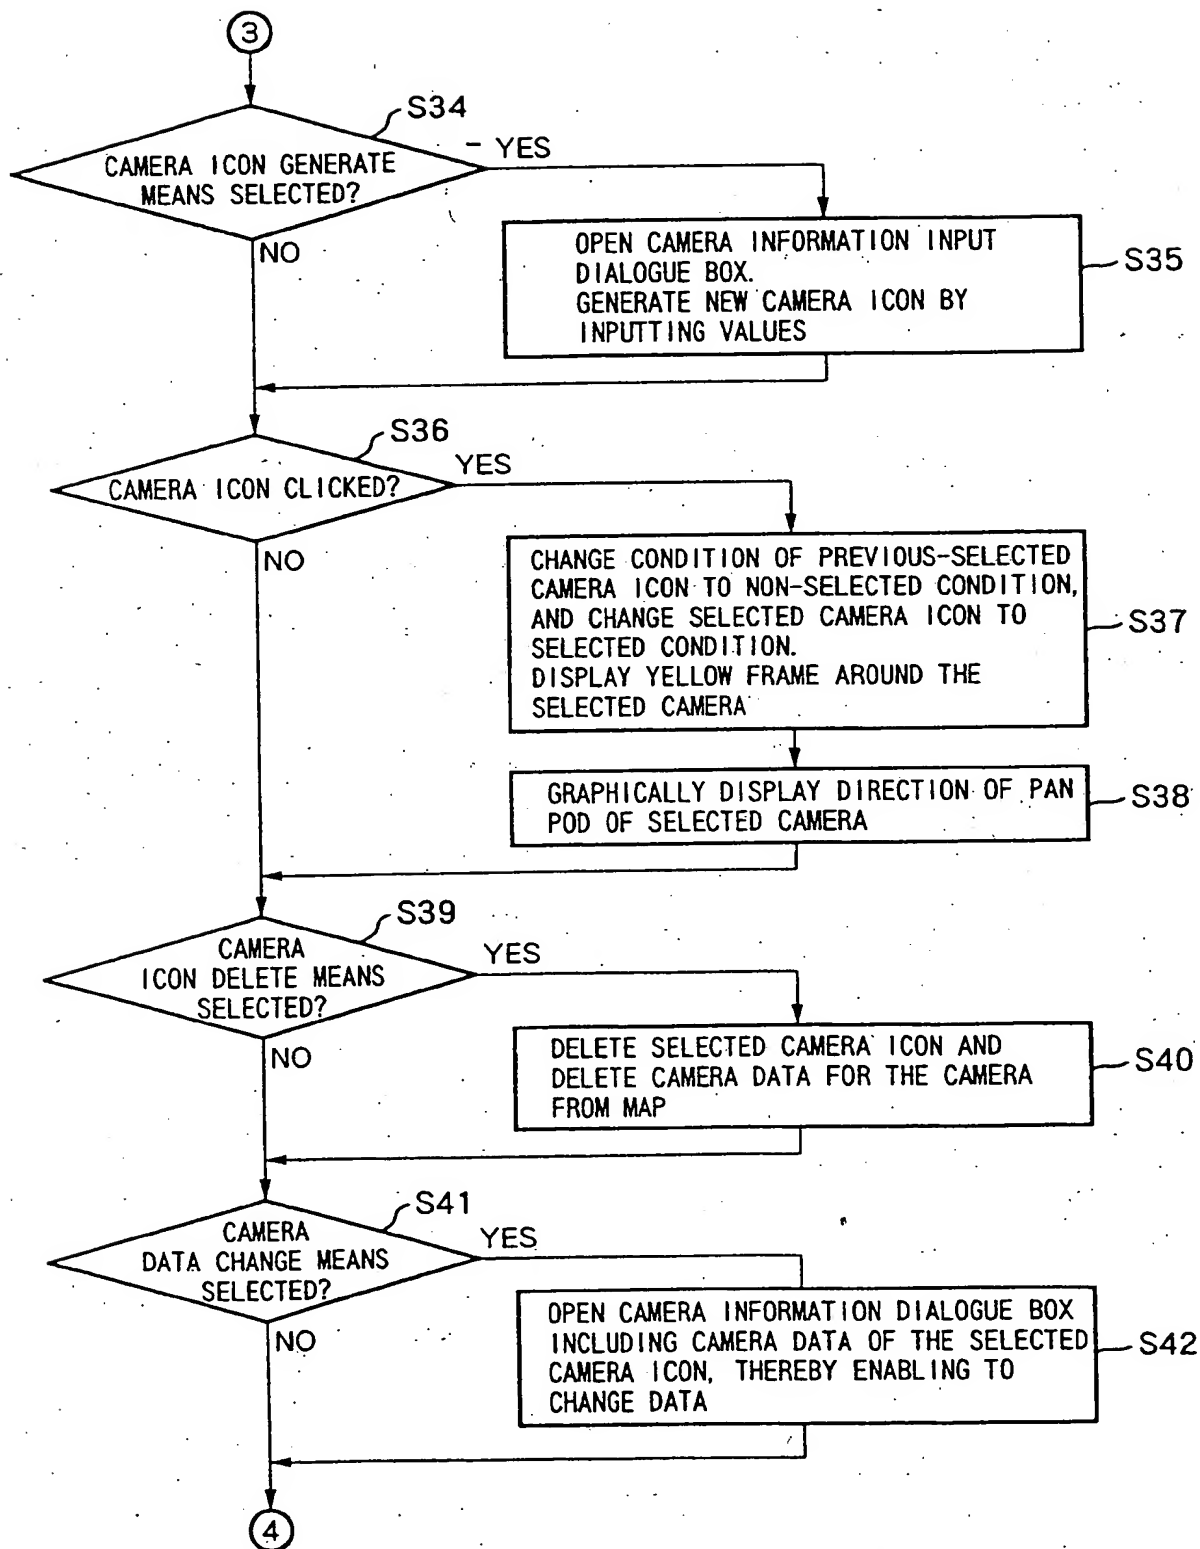 3
S34
YES
CAMERA ICON GENERATE
MEANS SELECTED?
NO
OPEN CAMERA INFORMATION INPUT
DIALOGUE BOX.
GENERATE NEW CAMERA ICON BY
INPUTTING VALUES
S35
S36
YES
CAMERA ICON CLICKED?
NO
CHANGE CONDITION OF PREVIOUS-SELECTED
CAMERA ICON TO NON-SELECTED CONDITION,
AND CHANGE SELECTED CAMERA ICON TO
SELECTED CONDITION.
DISPLAY YELLOW FRAME AROUND THE
SELECTED CAMERA
S37
GRAPHICALLY DISPLAY DIRECTION OF PAN
POD OF SELECTED CAMERA
S38
S39
YES
CAMERA
ICON DELETE MEANS
SELECTED?
NO
DELETE SELECTED CAMERA ICON AND
DELETE CAMERA DATA FOR THE CAMERA
FROM MAP
S40
S41
YES
CAMERA
DATA CHANGE MEANS
SELECTED?
NO
OPEN CAMERA INFORMATION DIALOGUE BOX
INCLUDING CAMERA DATA OF THE SELECTED
CAMERA ICON, THEREBY ENABLING TO
CHANGE DATA
S42
4